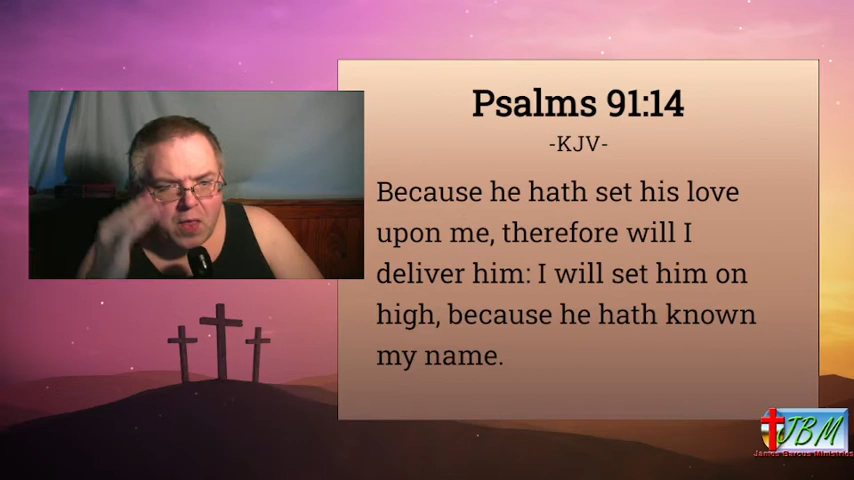 Psalms 91:14
-KJV-
Because he hath set his love
upon me, therefore will I
deliver him: I will set him on
high, because he hath known
my name.
JBM